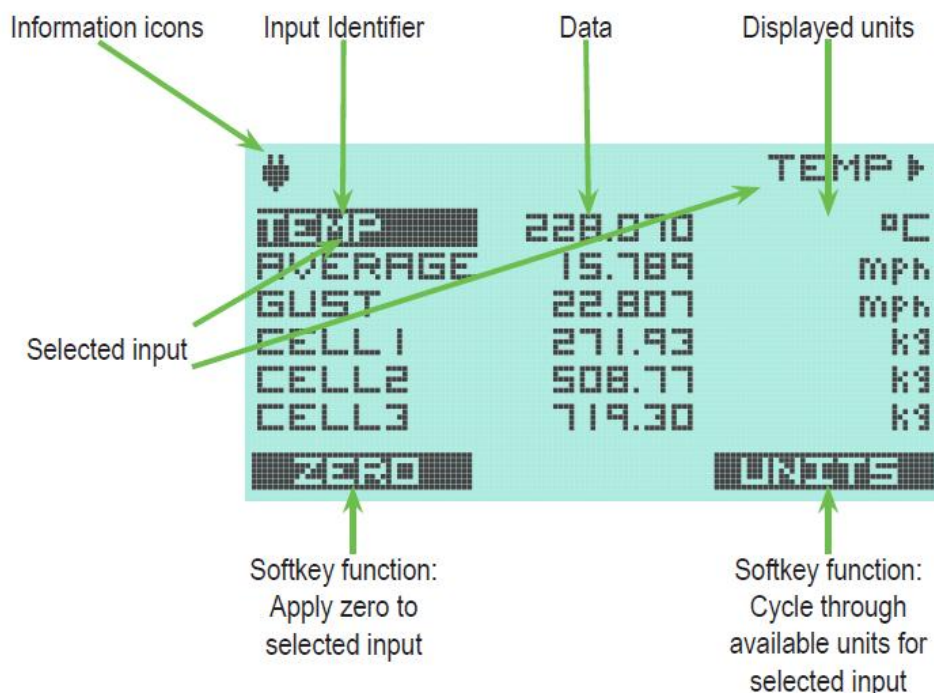 Information icons Input Identifier Data Displayed units
TEMP
TEMP 228.070 ºC
AVERAGE 15.789 mph
GUST 22.807 mph
Selected input
CELL1 271.93 kg
CELL2 508.77 kg
CELL3 719.30 kg
ZERO UNITS
Softkey function:
Apply zero to
selected input
Softkey function:
Cycle through
available units for
selected input